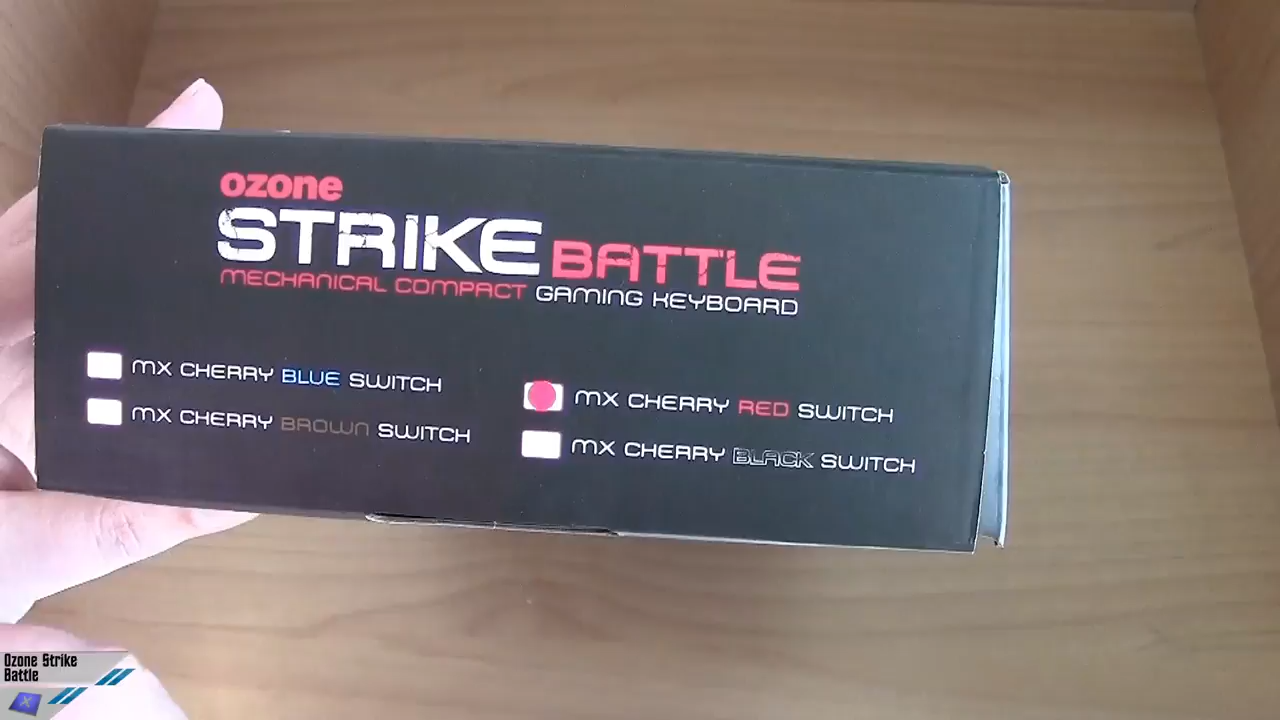 ozone
STRIKE BATTLE
MECHANICAL COMPACT GAMING KEYBOARD
MX CHERRY BLUE SWITCH
MX CHERRY BROWN SWITCH
MX CHERRY RED SWITCH
MX CHERRY BLACK SWITCH
Ozone Strike
Battle
X